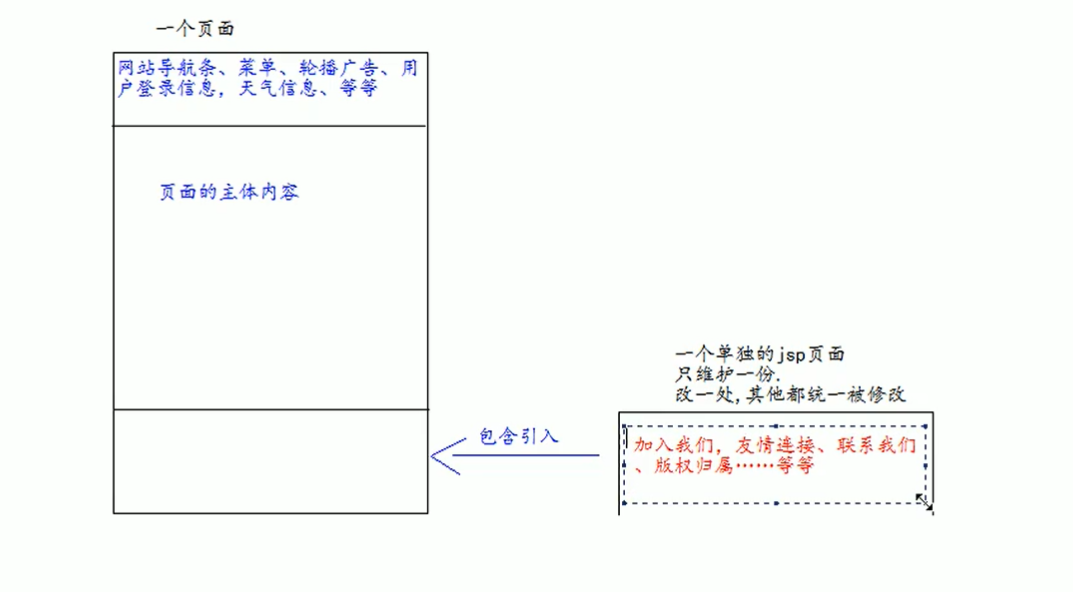 一个页面
网站导航条、菜单、轮播广告、用
户登录信息，天气信息、等等
页面的主体内容
一个单独的jsp页面
只维护一份.
改一处,其他都统一被修改
包含引入
加入我们，友情连接、联系我们
、版权归属……等等